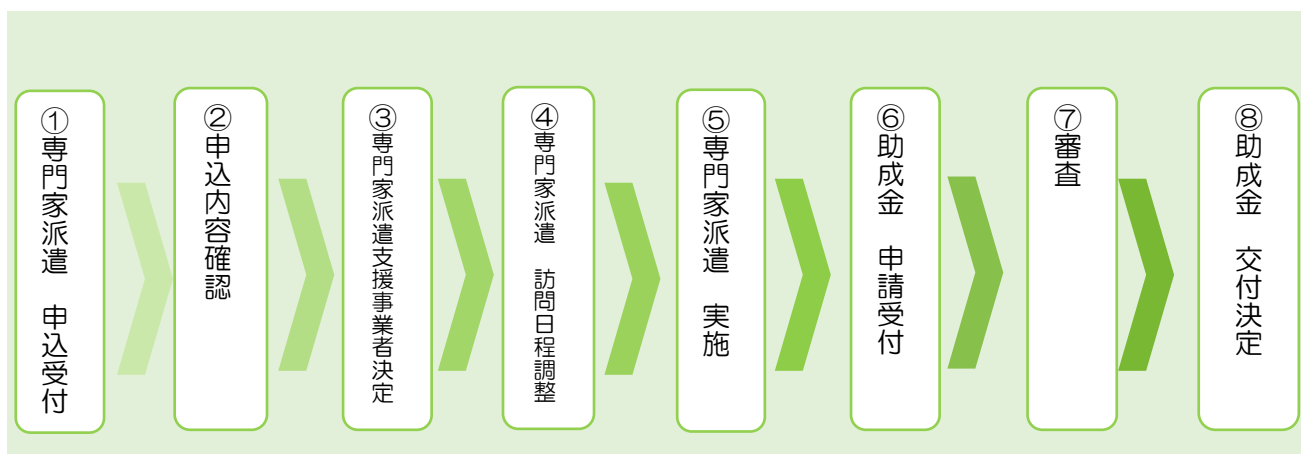 ①専門家派遣　申込受付
②申込内容確認
③専門家派遣支援事業者決定
④専門家派遣　訪問日程調整
⑤専門家派遣　実施
⑥助成金　申請受付
⑦審査
⑧助成金　交付決定